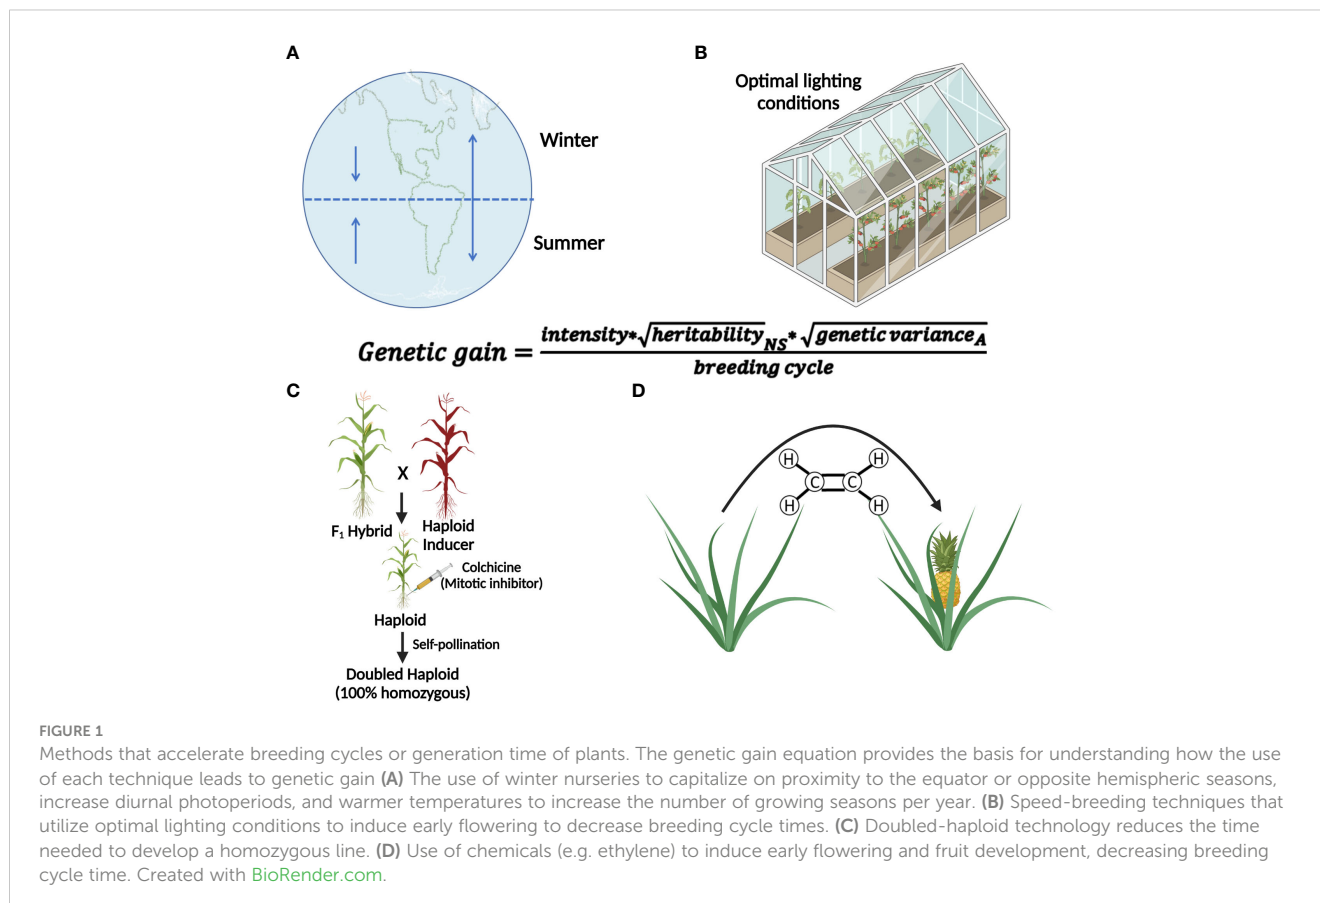 A
B
Optimal lighting
conditions
Winter
Summer
Genetic gain = intensity*√heritability_NS * √genetic variance_A
breeding cycle
C
D
X
F₁ Hybrid
Haploid
Inducer
Colchicine
(Mitotic inhibitor)
Haploid
Self-pollination
Doubled Haploid
(100% homozygous)
H
H
C
C
H
H
FIGURE 1
Methods that accelerate breeding cycles or generation time of plants. The genetic gain equation provides the basis for understanding how the use
of each technique leads to genetic gain (A) The use of winter nurseries to capitalize on proximity to the equator or opposite hemispheric seasons,
increase diurnal photoperiods, and warmer temperatures to increase the number of growing seasons per year. (B) Speed-breeding techniques that
utilize optimal lighting conditions to induce early flowering to decrease breeding cycle times. (C) Doubled-haploid technology reduces the time
needed to develop a homozygous line. (D) Use of chemicals (e.g. ethylene) to induce early flowering and fruit development, decreasing breeding
cycle time. Created with BioRender.com.